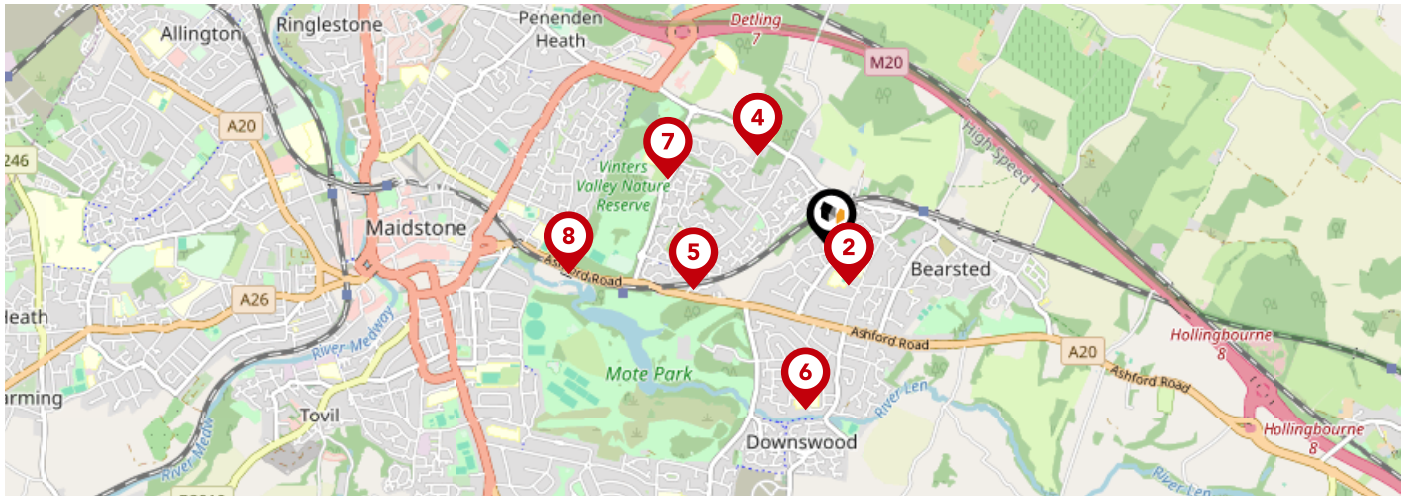 Allington
Ringlestone
Penenden
Heath
Detling
7
M20
A20
246
High Speed 1
4
7
Vinters
Valley Nature
Reserve
Maidstone
8
5
2
Bearsted
Ashford Road
A26
Heath
River Medway
Ashford Road
Hollingbourne
8
A20
Ashford Road
Mote Park
6
River Len
arming
Tovil
Downswood
Hollingbourne
8
River Medw
River Len